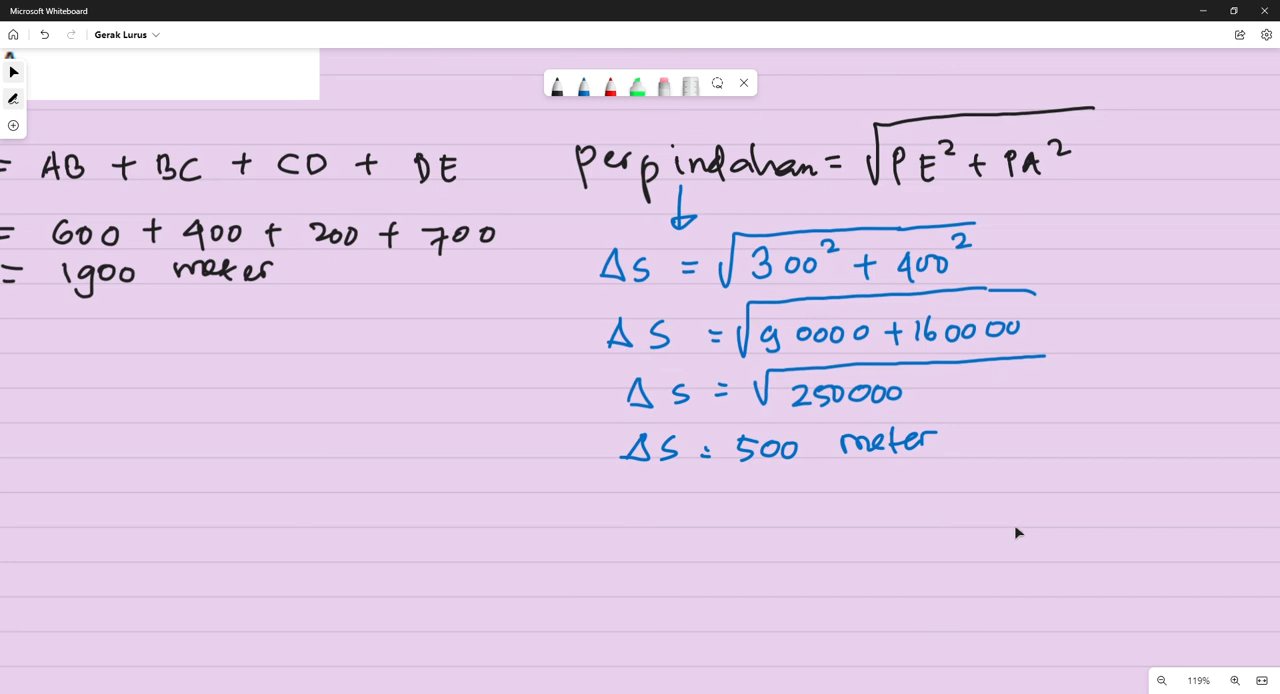 Microsoft Whiteboard
Gerak Lurus
= AB + BC + CD + DE
= 600 + 400 + 200 + 700
= 1900 meter
Perpindahan = √PE² + PA²
Δs = √300² + 400²
Δs = √90000 + 160000
Δs = √250000
Δs = 500 meter
119%